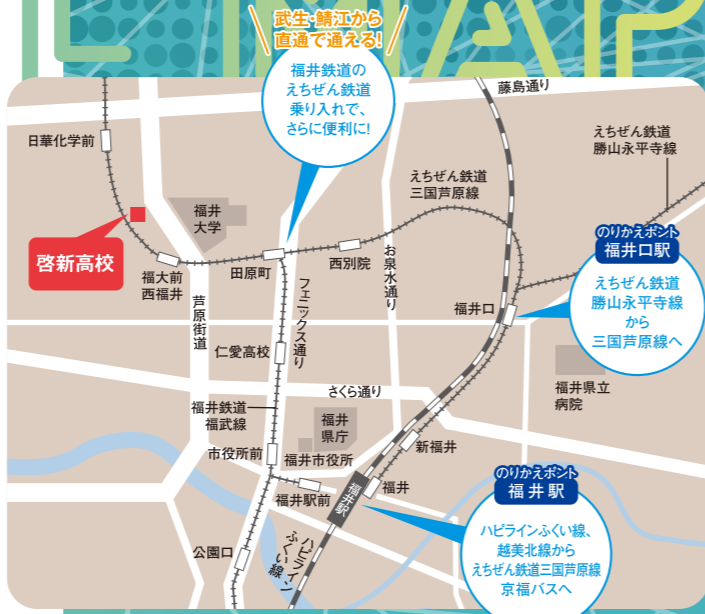 MAP
武生・鯖江から
直通で通える!
福井鉄道の
えちぜん鉄道
乗り入れで、
さらに便利に!
藤島通り
日華化学前
えちぜん鉄道
勝山永平寺線
えちぜん鉄道
三国芦原線
福井
大学
啓新高校
福大前
西福井
田原町
西別院
お泉水通り
フェニックス通り
芦原街道
のりかえポント
福井口駅
えちぜん鉄道
勝山永平寺線
から
三国芦原線へ
福井口
仁愛高校
さくら通り
福井県立
病院
福井鉄道
福武線
福井
県庁
市役所前
福井市役所
新福井
福井駅前
福井駅
福井
のりかえポント
福井駅
ハピラインふくい線、
越美北線から
えちぜん鉄道三国芦原線
京福バスへ
公園口
ハピライン
ふくい線